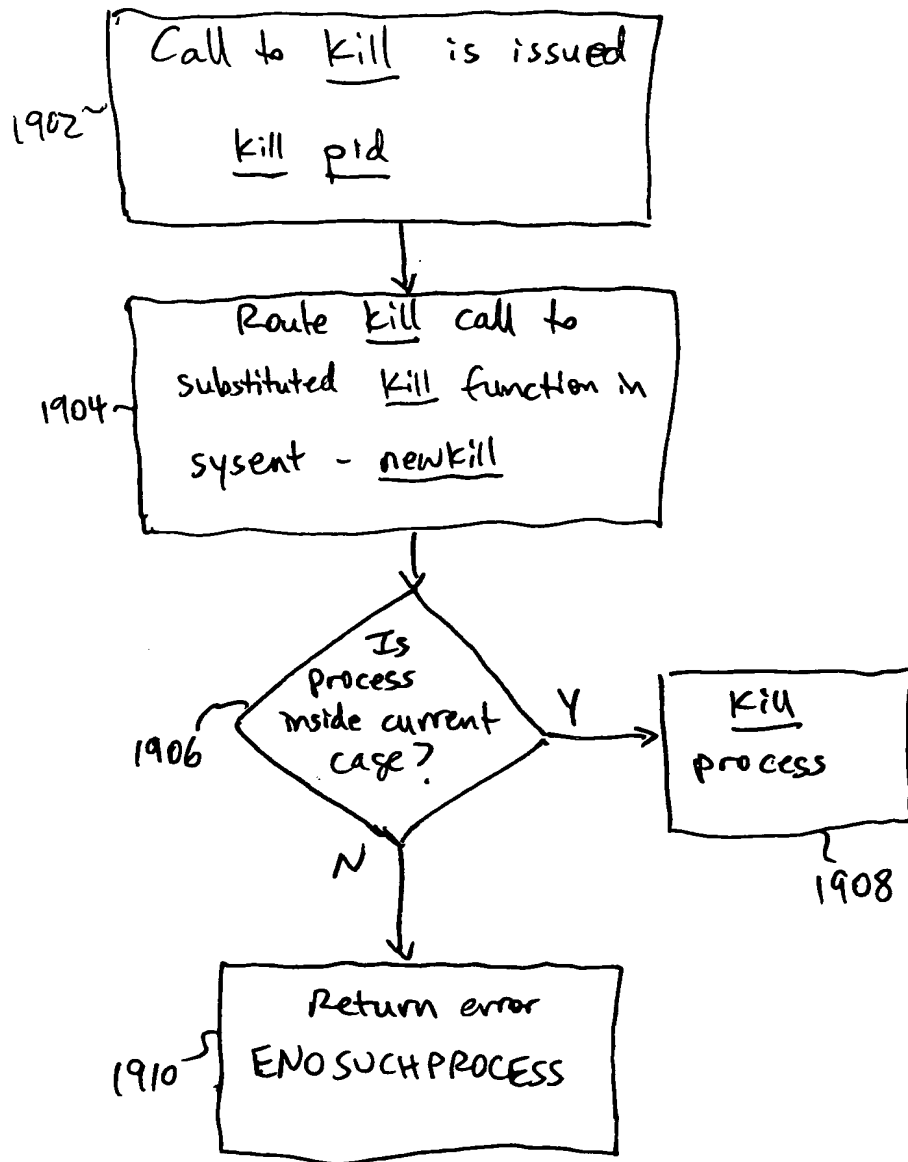 Call to kill is issued
1902
kill pid
Route kill call to
substituted kill function in
1904
sysent - newkill
Is
process
inside current
cage?
1906
Y
Kill
process
1908
N
Return error
ENOSUCHPROCESS
1910